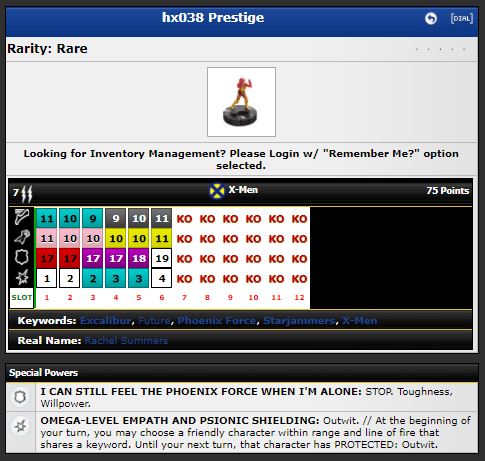 hx038 Prestige
[DIAL]
Rarity: Rare
Looking for Inventory Management? Please Login w/ "Remember Me?" option
selected.
7 X-Men 75 Points
11 10 9 9 10 11 KO KO KO KO KO KO
11 10 10 10 10 11 KO KO KO KO KO KO
17 17 17 17 18 19 KO KO KO KO KO KO
1 2 2 3 3 4 KO KO KO KO KO KO
SLOT 1 2 3 4 5 6 7 8 9 10 11 12
Keywords: Excalibur, Future, Phoenix Force, Starjammers, X-Men
Real Name: Rachel Summers
Special Powers
I CAN STILL FEEL THE PHOENIX FORCE WHEN I'M ALONE: STOP. Toughness,
Willpower.
OMEGA-LEVEL EMPATH AND PSIONIC SHIELDING: Outwit. // At the beginning of
your turn, you may choose a friendly character within range and line of fire that
shares a keyword. Until your next turn, that character has PROTECTED: Outwit.